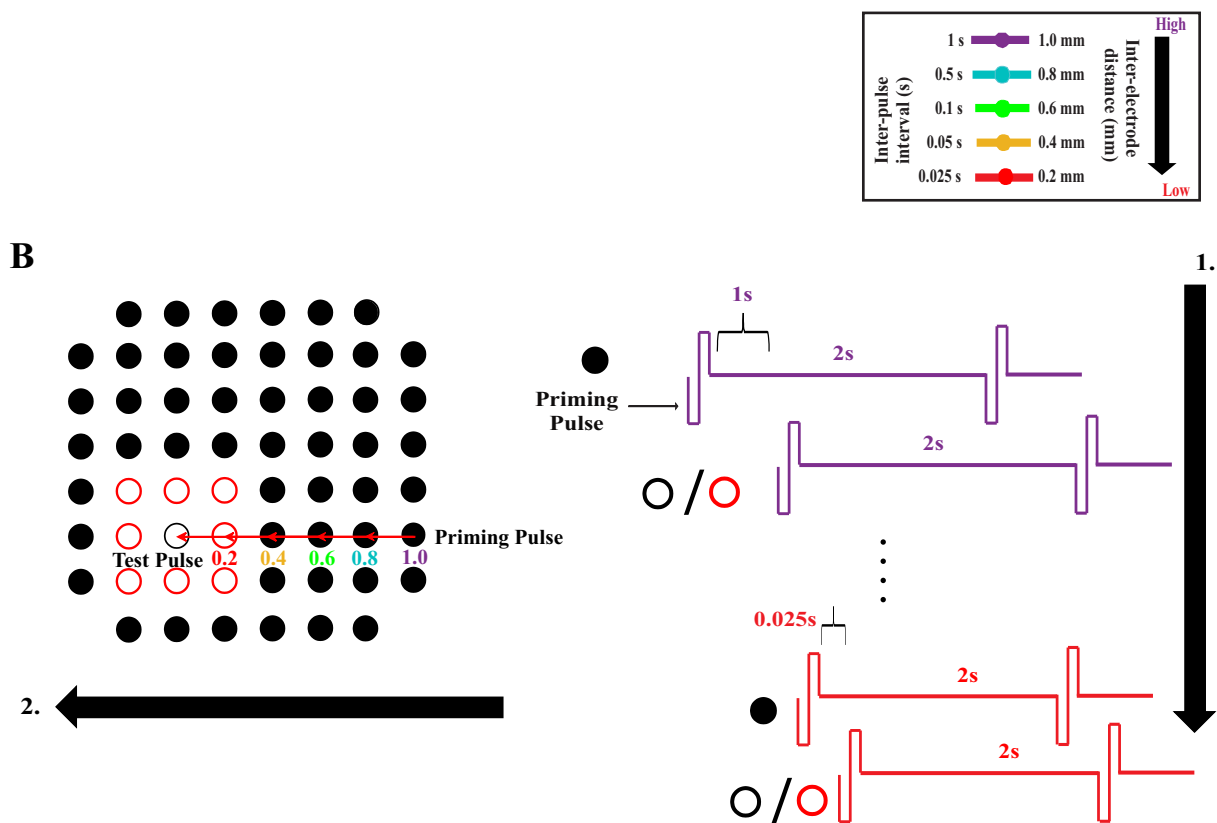 High
1 s 1.0 mm
0.5 s 0.8 mm
0.1 s 0.6 mm
0.05 s 0.4 mm
0.025 s 0.2 mm
Inter-pulse
interval (s)
Inter-electrode
distance (mm)
Low
B
1.
1s
2s
Priming
Pulse
2s
/
Priming Pulse
Test Pulse 0.2 0.4 0.6 0.8 1.0
0.025s
2s
2.
2s
/